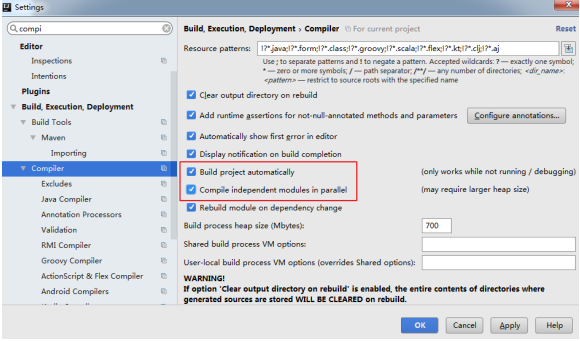 Settings
compi
Editor
Inspections
Intentions
Plugins
Build, Execution, Deployment
Build Tools
Maven
Importing
Compiler
Excludes
Java Compiler
Annotation Processors
Validation
RMI Compiler
Groovy Compiler
ActionScript & Flex Compiler
Android Compilers
Build, Execution, Deployment › Compiler For current project Reset
Resource patterns: !?*.java;!?*.form;!?*.class;!?*.groovy;!?*.scala;!?*.flex;!?*.kt;!?*.clj;!?*.aj
Use ; to separate patterns and ! to negate a pattern. Accepted wildcards: ? — exactly one symbol;
* — zero or more symbols; / — path separator; /**/ — any number of directories; <dir_name>:
<pattern> — restrict to source roots with the specified name
Clear output directory on rebuild
Add runtime assertions for not-null-annotated methods and parameters Configure annotations...
Automatically show first error in editor
Display notification on build completion
Build project automatically (only works while not running / debugging)
Compile independent modules in parallel (may require larger heap size)
Rebuild module on dependency change
Build process heap size (Mbytes): 700
Shared build process VM options:
User-local build process VM options (overrides Shared options):
WARNING!
If option 'Clear output directory on rebuild' is enabled, the entire contents of directories where
generated sources are stored WILL BE CLEARED on rebuild.
OK Cancel Apply Help